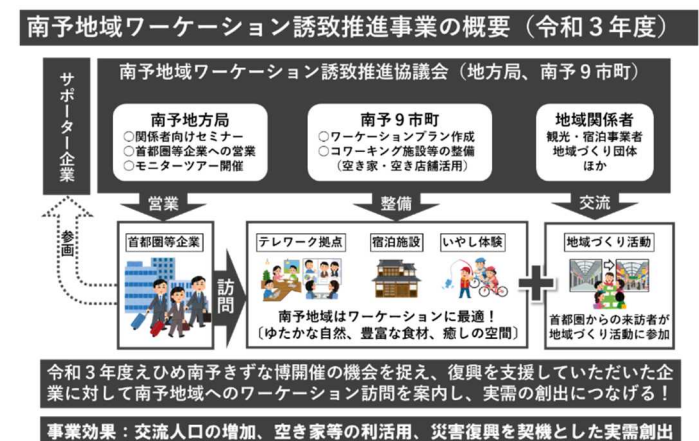 南予地域ワーケーション誘致推進事業の概要（令和３年度）
サポーター企業
南予地域ワーケーション誘致推進協議会（地方局、南予９市町）
南予地方局
○関係者向けセミナー
○首都圏等企業への営業
○モニターツアー開催
南予９市町
○ワーケーションプラン作成
○コワーキング施設等の整備
（空き家・空き店舗活用）
地域関係者
観光・宿泊事業者
地域づくり団体
ほか
営業
整備
交流
参画
首都圏等企業
訪問
テレワーク拠点
宿泊施設
いやし体験
南予地域はワーケーションに最適！
〔ゆたかな自然、豊富な食材、癒しの空間〕
地域づくり活動
首都圏からの来訪者が
地域づくり活動に参加
令和３年度えひめ南予きずな博開催の機会を捉え、復興を支援していただいた企
業に対して南予地域へのワーケーション訪問を案内し、実需の創出につなげる！
事業効果：交流人口の増加、空き家等の利活用、災害復興を契機とした実需創出